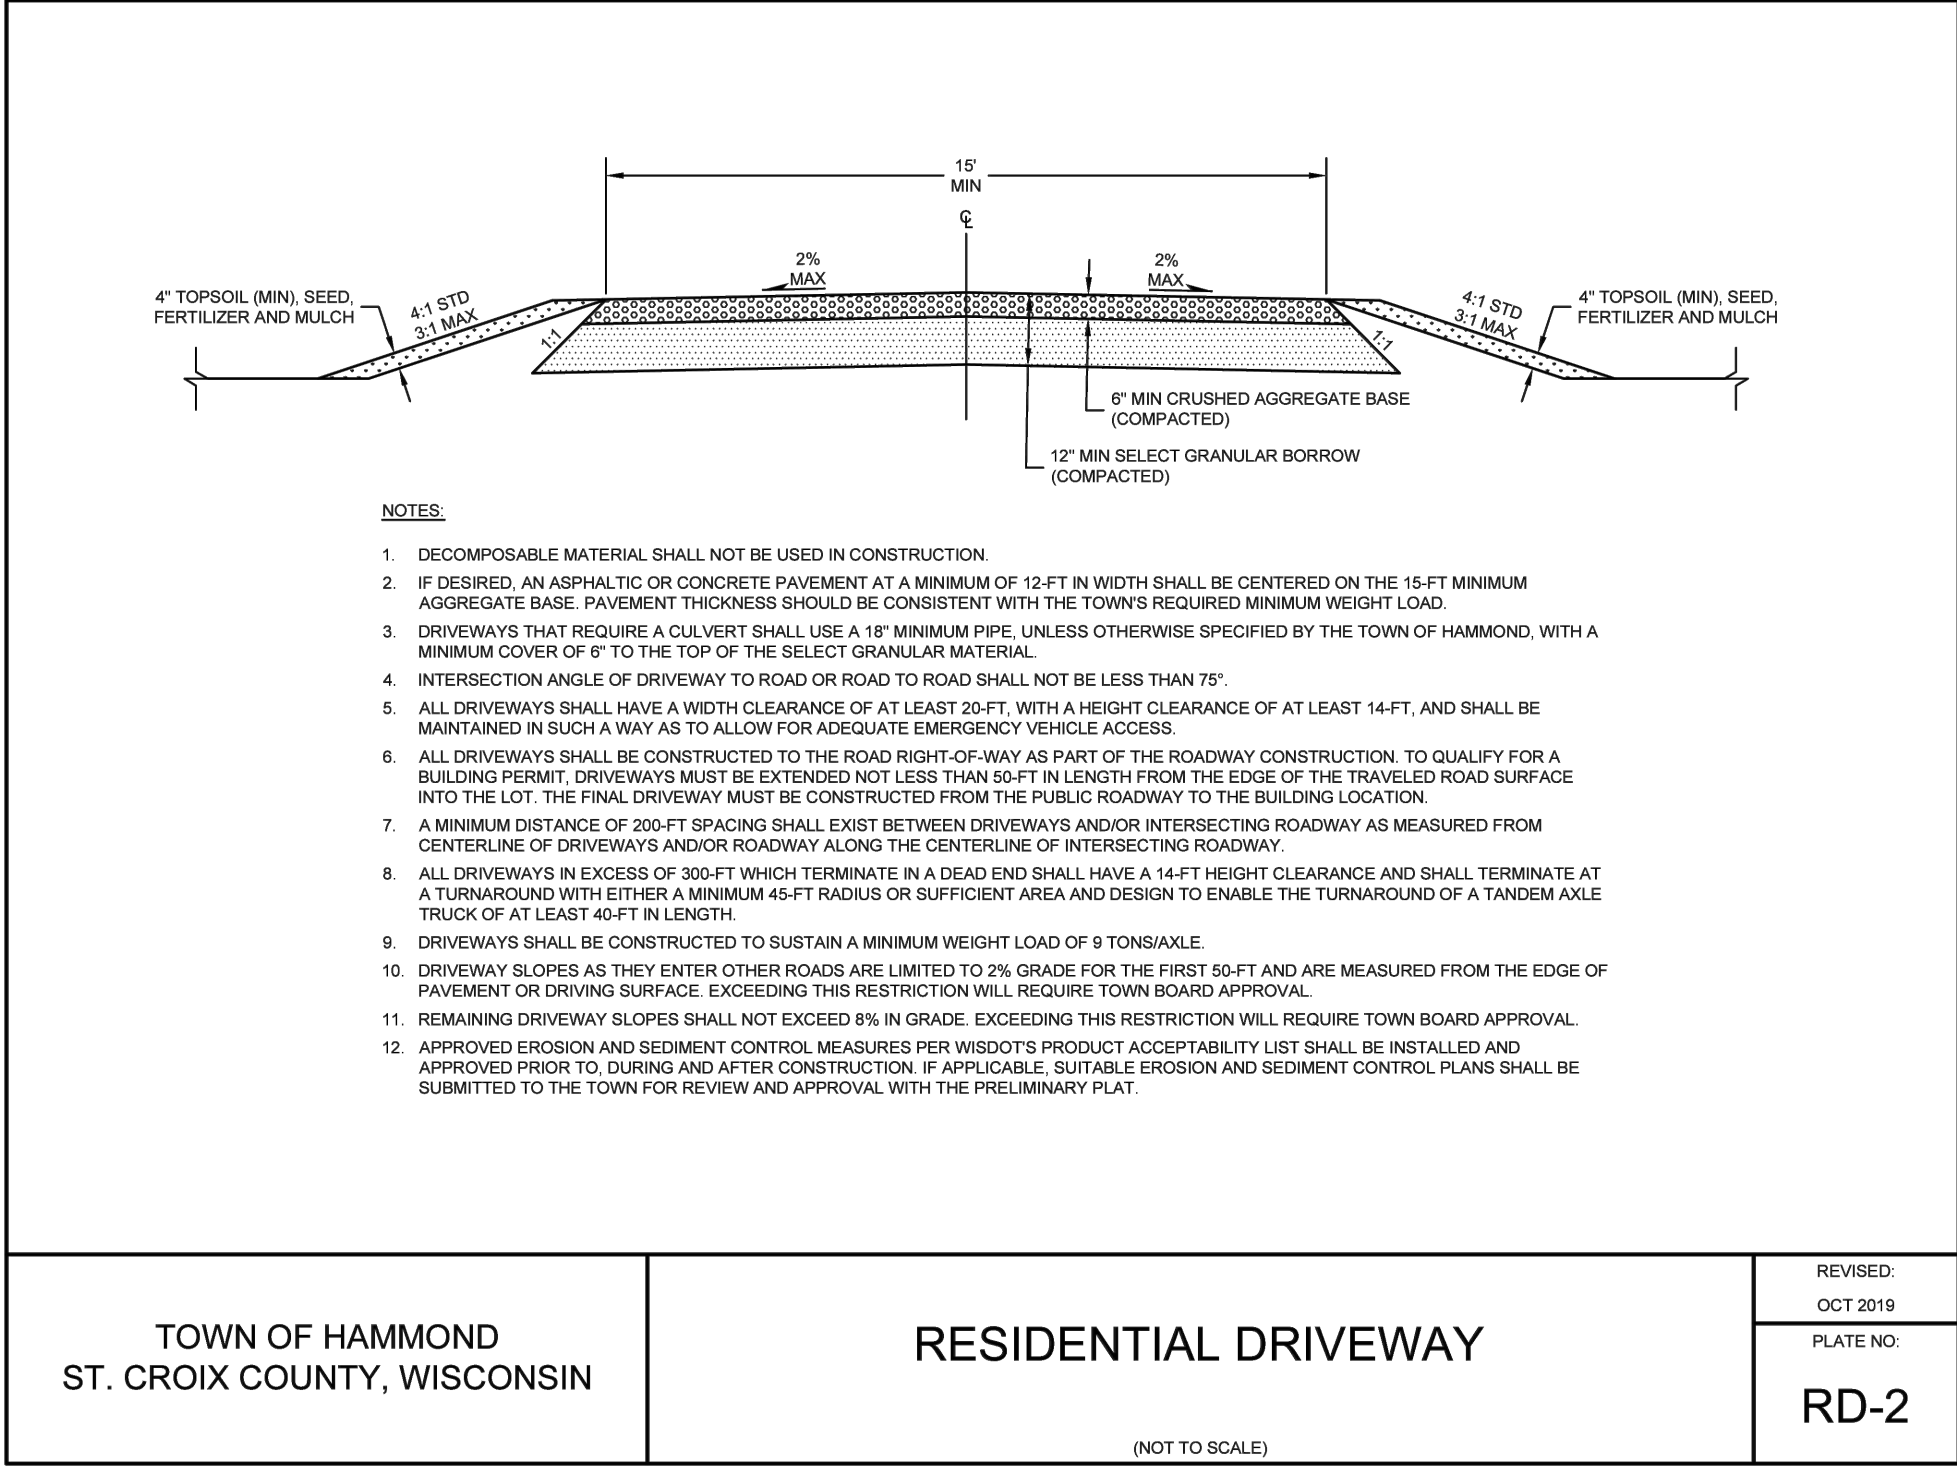 15'
MIN
℄
2%
MAX
2%
MAX
4" TOPSOIL (MIN), SEED,
FERTILIZER AND MULCH
4:1 STD
3:1 MAX
1:1
1:1
4:1 STD
3:1 MAX
4" TOPSOIL (MIN), SEED,
FERTILIZER AND MULCH
6" MIN CRUSHED AGGREGATE BASE
(COMPACTED)
12" MIN SELECT GRANULAR BORROW
(COMPACTED)
NOTES:
1. DECOMPOSABLE MATERIAL SHALL NOT BE USED IN CONSTRUCTION.
2. IF DESIRED, AN ASPHALTIC OR CONCRETE PAVEMENT AT A MINIMUM OF 12-FT IN WIDTH SHALL BE CENTERED ON THE 15-FT MINIMUM
AGGREGATE BASE. PAVEMENT THICKNESS SHOULD BE CONSISTENT WITH THE TOWN'S REQUIRED MINIMUM WEIGHT LOAD.
3. DRIVEWAYS THAT REQUIRE A CULVERT SHALL USE A 18" MINIMUM PIPE, UNLESS OTHERWISE SPECIFIED BY THE TOWN OF HAMMOND, WITH A
MINIMUM COVER OF 6" TO THE TOP OF THE SELECT GRANULAR MATERIAL.
4. INTERSECTION ANGLE OF DRIVEWAY TO ROAD OR ROAD TO ROAD SHALL NOT BE LESS THAN 75°.
5. ALL DRIVEWAYS SHALL HAVE A WIDTH CLEARANCE OF AT LEAST 20-FT, WITH A HEIGHT CLEARANCE OF AT LEAST 14-FT, AND SHALL BE
MAINTAINED IN SUCH A WAY AS TO ALLOW FOR ADEQUATE EMERGENCY VEHICLE ACCESS.
6. ALL DRIVEWAYS SHALL BE CONSTRUCTED TO THE ROAD RIGHT-OF-WAY AS PART OF THE ROADWAY CONSTRUCTION. TO QUALIFY FOR A
BUILDING PERMIT, DRIVEWAYS MUST BE EXTENDED NOT LESS THAN 50-FT IN LENGTH FROM THE EDGE OF THE TRAVELED ROAD SURFACE
INTO THE LOT. THE FINAL DRIVEWAY MUST BE CONSTRUCTED FROM THE PUBLIC ROADWAY TO THE BUILDING LOCATION.
7. A MINIMUM DISTANCE OF 200-FT SPACING SHALL EXIST BETWEEN DRIVEWAYS AND/OR INTERSECTING ROADWAY AS MEASURED FROM
CENTERLINE OF DRIVEWAYS AND/OR ROADWAY ALONG THE CENTERLINE OF INTERSECTING ROADWAY.
8. ALL DRIVEWAYS IN EXCESS OF 300-FT WHICH TERMINATE IN A DEAD END SHALL HAVE A 14-FT HEIGHT CLEARANCE AND SHALL TERMINATE AT
A TURNAROUND WITH EITHER A MINIMUM 45-FT RADIUS OR SUFFICIENT AREA AND DESIGN TO ENABLE THE TURNAROUND OF A TANDEM AXLE
TRUCK OF AT LEAST 40-FT IN LENGTH.
9. DRIVEWAYS SHALL BE CONSTRUCTED TO SUSTAIN A MINIMUM WEIGHT LOAD OF 9 TONS/AXLE.
10. DRIVEWAY SLOPES AS THEY ENTER OTHER ROADS ARE LIMITED TO 2% GRADE FOR THE FIRST 50-FT AND ARE MEASURED FROM THE EDGE OF
PAVEMENT OR DRIVING SURFACE. EXCEEDING THIS RESTRICTION WILL REQUIRE TOWN BOARD APPROVAL.
11. REMAINING DRIVEWAY SLOPES SHALL NOT EXCEED 8% IN GRADE. EXCEEDING THIS RESTRICTION WILL REQUIRE TOWN BOARD APPROVAL.
12. APPROVED EROSION AND SEDIMENT CONTROL MEASURES PER WISDOT'S PRODUCT ACCEPTABILITY LIST SHALL BE INSTALLED AND
APPROVED PRIOR TO, DURING AND AFTER CONSTRUCTION. IF APPLICABLE, SUITABLE EROSION AND SEDIMENT CONTROL PLANS SHALL BE
SUBMITTED TO THE TOWN FOR REVIEW AND APPROVAL WITH THE PRELIMINARY PLAT.
TOWN OF HAMMOND
ST. CROIX COUNTY, WISCONSIN
RESIDENTIAL DRIVEWAY
(NOT TO SCALE)
REVISED:
OCT 2019
PLATE NO:
RD-2